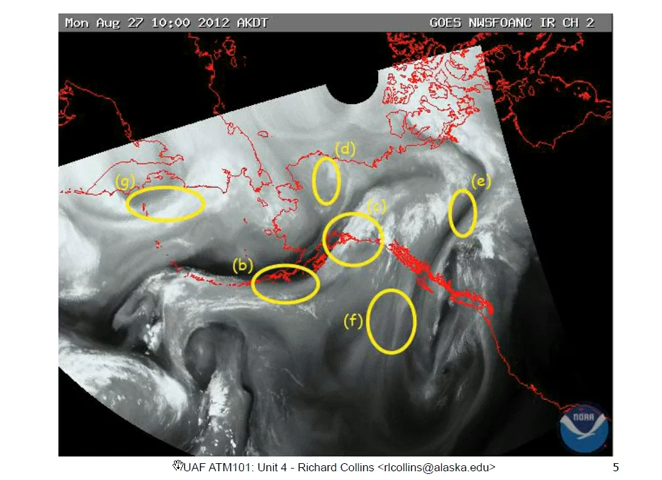 Mon Aug 27 10:00 2012 AKDT GOES NWSFOANC IR CH 2
(d)
(g)
(e)
(c)
(b)
(f)
NOAA
UAF ATM101: Unit 4 - Richard Collins <rlcollins@alaska.edu> 5